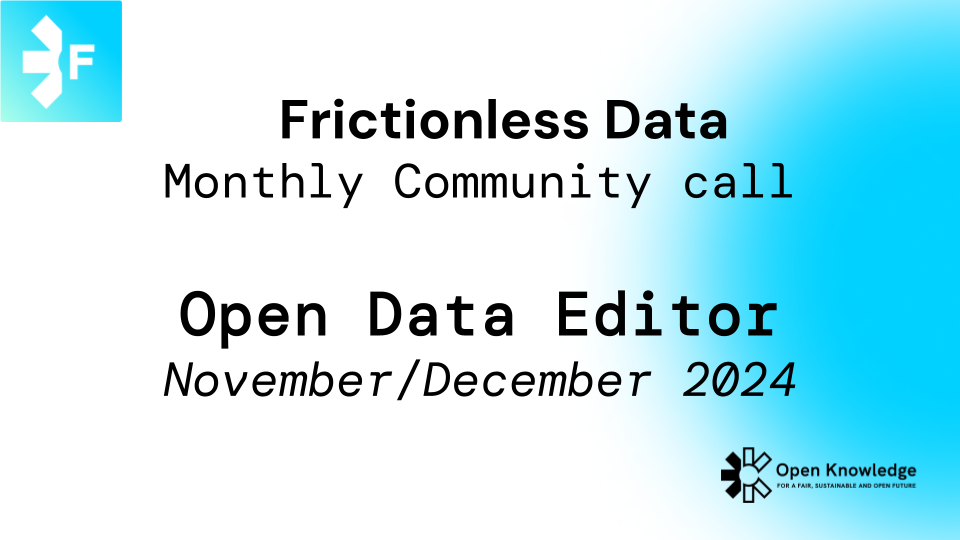 F
Frictionless Data
Monthly Community call
Open Data Editor
November/December 2024
Open Knowledge
FOR A FAIR, SUSTAINABLE AND OPEN FUTURE